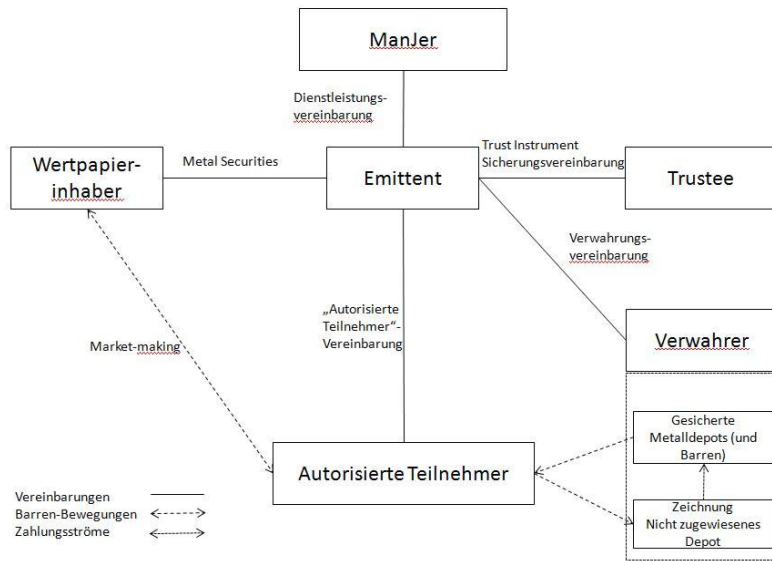 ManJer
Dienstleistungs-
vereinbarung
Wertpapier-
inhaber
Metal Securities
Emittent
Trust Instrument
Sicherungsvereinbarung
Trustee
Verwahrungs-
vereinbarung
„Autorisierte
Teilnehmer“-
Vereinbarung
Market-making
Verwahrer
Gesicherte
Metalldepots (und
Barren)
Autorisierte Teilnehmer
Zeichnung
Nicht zugewiesenes
Depot
Vereinbarungen
Barren-Bewegungen
Zahlungsströme